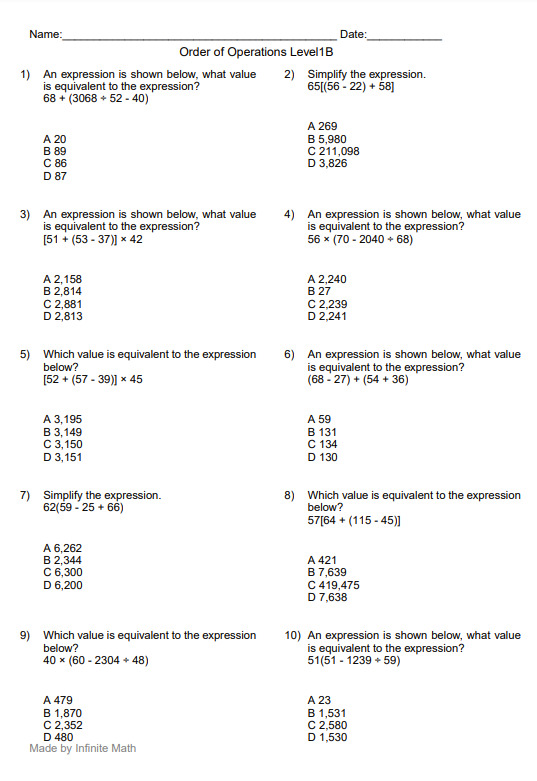 Name:________________________________________________ Date:_____________
Order of Operations Level1B
1) An expression is shown below, what value
is equivalent to the expression?
68 + (3068 ÷ 52 - 40)
A 20
B 89
C 86
D 87
2) Simplify the expression.
65[(56 - 22) + 58]
A 269
B 5,980
C 211,098
D 3,826
3) An expression is shown below, what value
is equivalent to the expression?
[51 + (53 - 37)] × 42
A 2,158
B 2,814
C 2,881
D 2,813
4) An expression is shown below, what value
is equivalent to the expression?
56 × (70 - 2040 ÷ 68)
A 2,240
B 27
C 2,239
D 2,241
5) Which value is equivalent to the expression
below?
[52 + (57 - 39)] × 45
A 3,195
B 3,149
C 3,150
D 3,151
6) An expression is shown below, what value
is equivalent to the expression?
(68 - 27) + (54 + 36)
A 59
B 131
C 134
D 130
7) Simplify the expression.
62(59 - 25 + 66)
A 6,262
B 2,344
C 6,300
D 6,200
8) Which value is equivalent to the expression
below?
57[64 + (115 - 45)]
A 421
B 7,639
C 419,475
D 7,638
9) Which value is equivalent to the expression
below?
40 × (60 - 2304 ÷ 48)
A 479
B 1,870
C 2,352
D 480
10) An expression is shown below, what value
is equivalent to the expression?
51(51 - 1239 ÷ 59)
A 23
B 1,531
C 2,580
D 1,530
Made by Infinite Math